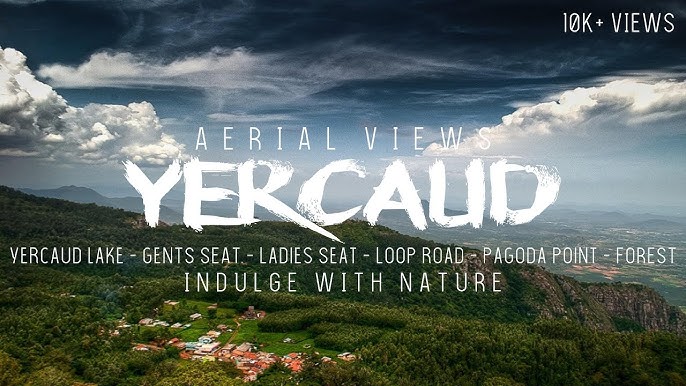 10K+ VIEWS
AERIAL VIEWS
YERCAUD
YERCAUD LAKE - GENTS SEAT - LADIES SEAT - LOOP ROAD - PAGODA POINT - FOREST
INDULGE WITH NATURE